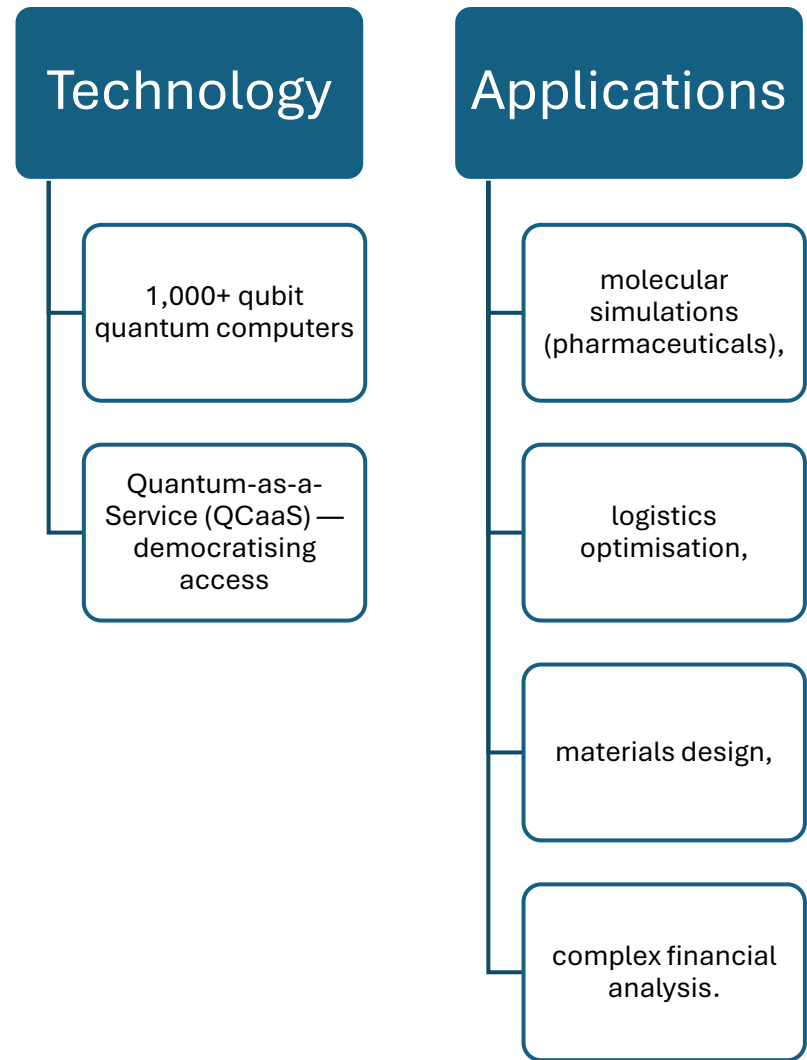 Technology
1,000+ qubit
quantum computers
Quantum-as-a-
Service (QCaaS) —
democratising
access
Applications
molecular
simulations
(pharmaceuticals),
logistics
optimisation,
materials design,
complex financial
analysis.